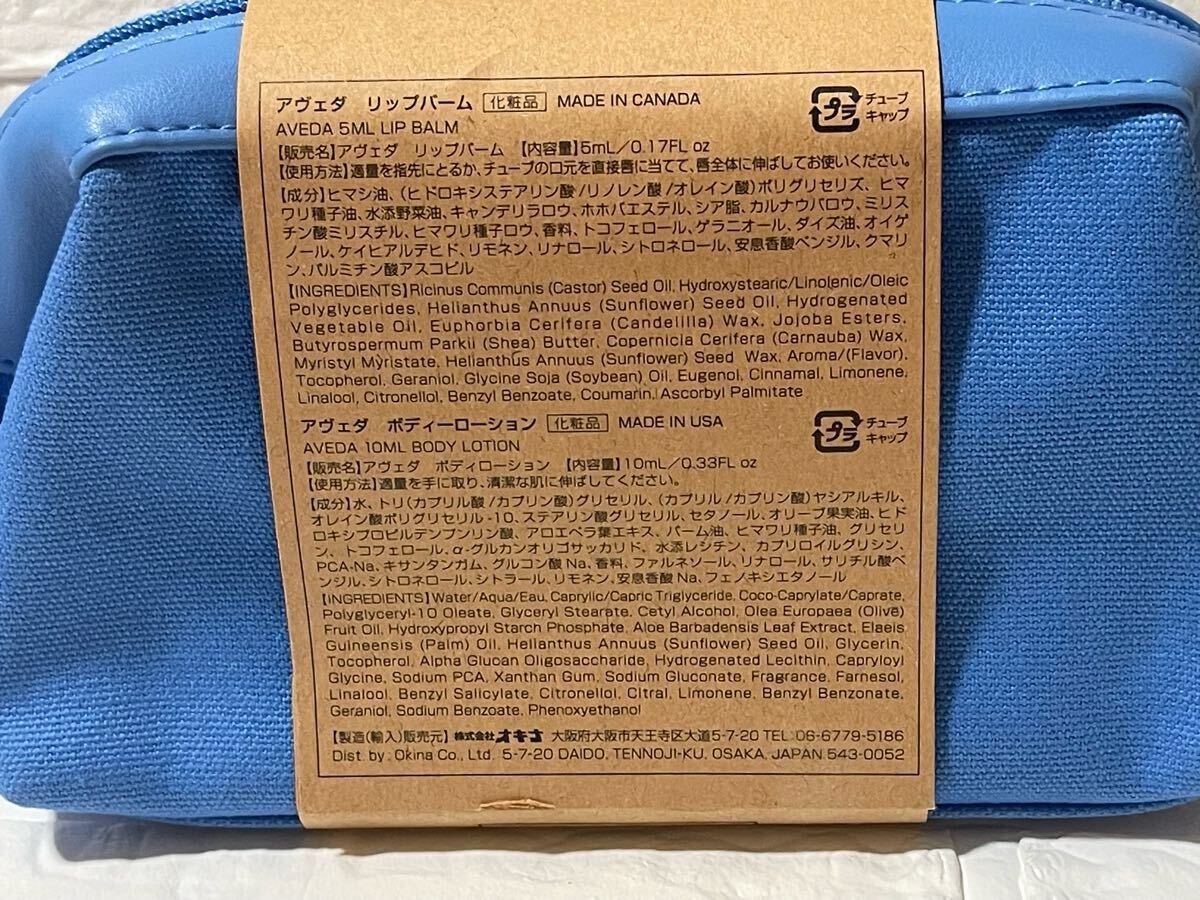 アヴェダ リップバーム 化粧品 MADE IN CANADA
AVEDA 5ML LIP BALM
プラ チューブ キャップ
【販売名】アヴェダ リップバーム 【内容量】5mL/0.17FL oz
【使用方法】適量を指先にとるか、チューブの口元を直接唇に当てて、唇全体に伸ばしてお使いください。
【成分】ヒマシ油、(ヒドロキシステアリン酸/リノレン酸/オレイン酸)ポリグリセリズ、ヒマ
ワリ種子油、水添野菜油、キャンデリラロウ、ホホバエステル、シア脂、カルナウバロウ、ミリス
チン酸ミリスチル、ヒマワリ種子ロウ、香料、トコフェロール、ゲラニオール、ダイズ油、オイゲ
ノール、ケイヒアルデヒド、リモネン、リナロール、シトロネロール、安息香酸ベンジル、クマリ
ン、パルミチン酸アスコビル
【INGREDIENTS】Ricinus Communis (Castor) Seed Oil, Hydroxystearic/Linolenic/Oleic
Polyglycerides, Helianthus Annuus (Sunflower) Seed Oil, Hydrogenated
Vegetable Oil, Euphorbia Cerifera (Candelilla) Wax, Jojoba Esters,
Butyrospermum Parkii (Shea) Butter, Copernicia Cerifera (Carnauba) Wax,
Myristyl Myristate, Helianthus Annuus (Sunflower) Seed Wax, Aroma/(Flavor),
Tocopherol, Geraniol, Glycine Soja (Soybean) Oil, Eugenol, Cinnamal, Limonene,
Linalool, Citronellol, Benzyl Benzoate, Coumarin, Ascorbyl Palmitate
アヴェダ ボディーローション 化粧品 MADE IN USA
AVEDA 10ML BODY LOTION
プラ チューブ キャップ
【販売名】アヴェダ ボディローション 【内容量】10mL/0.33FL oz
【使用方法】適量を手に取り、清潔な肌に伸ばしてください。
【成分】水、トリ(カプリル酸/カプリン酸)グリセリル、(カプリル/カプリン酸)ヤシアルキル、
オレイン酸ポリグリセリル-10、ステアリン酸グリセリル、セタノール、オリーブ果実油、ヒド
ロキシプロピルデンプンリン酸、アロエベラ葉エキス、パーム油、ヒマワリ種子油、グリセリ
ン、トコフェロール、α-グルカンオリゴサッカリド、水添レシチン、カプリロイルグリシン、
PCA-Na、キサンタンガム、グルコン酸Na、香料、ファルネソール、リナロール、サリチル酸ベ
ンジル、シトロネロール、シトラール、リモネン、安息香酸Na、フェノキシエタノール
【INGREDIENTS】Water/Aqua/Eau, Caprylic/Capric Triglyceride, Coco-Caprylate/Caprate,
Polyglyceryl-10 Oleate, Glyceryl Stearate, Cetyl Alcohol, Olea Europaea (Olive)
Fruit Oil, Hydroxypropyl Starch Phosphate, Aloe Barbadensis Leaf Extract, Elaeis
Guineensis (Palm) Oil, Helianthus Annuus (Sunflower) Seed Oil, Glycerin,
Tocopherol, Alpha Glucan Oligosaccharide, Hydrogenated Lecithin, Capryloyl
Glycine, Sodium PCA, Xanthan Gum, Sodium Gluconate, Fragrance, Farnesol,
Linalool, Benzyl Salicylate, Citronellol, Citral, Limonene, Benzyl Benzonate,
Geraniol, Sodium Benzoate, Phenoxyethanol
【製造(輸入)販売元】株式会社オキナ 大阪府大阪市天王寺区大道5-7-20 TEL:06-6779-5186
Dist by: Okina Co., Ltd. 5-7-20 DAIDO, TENNOJI-KU, OSAKA, JAPAN 543-0052